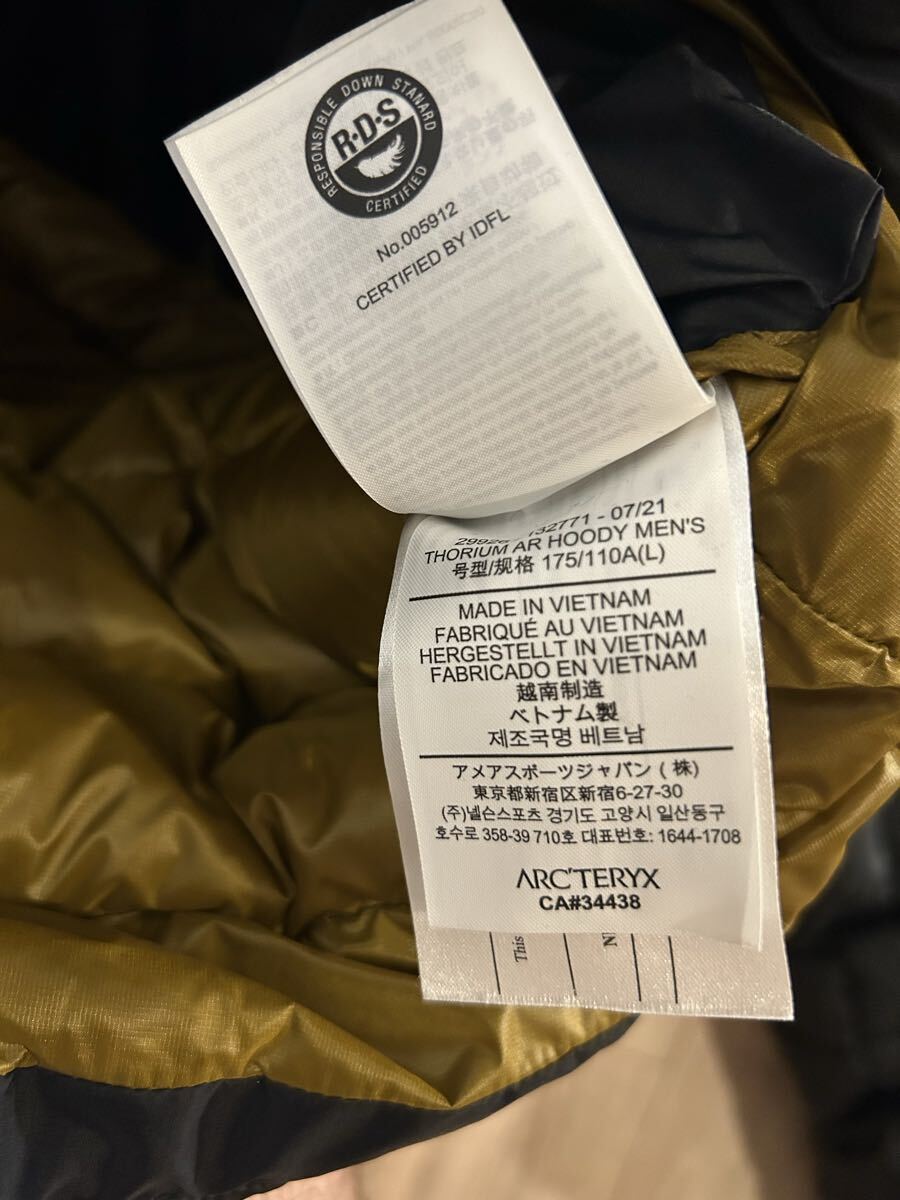 RESPONSIBLE DOWN STANARD
R·D·S
CERTIFIED
No.005912
CERTIFIED BY IDFL
132771 - 07/21
THORIUM AR HOODY MEN'S
号型/规格 175/110A(L)
MADE IN VIETNAM
FABRIQUÉ AU VIETNAM
HERGESTELLT IN VIETNAM
FABRICADO EN VIETNAM
越南制造
ベトナム製
제조국명 베트남
アメアスポーツジャパン ( 株)
東京都新宿区新宿6-27-30
(주)넬슨스포츠 경기도 고양시 일산동구
호수로 358-39 710호 대표번호: 1644-1708
ARC'TERYX
CA#34438
This